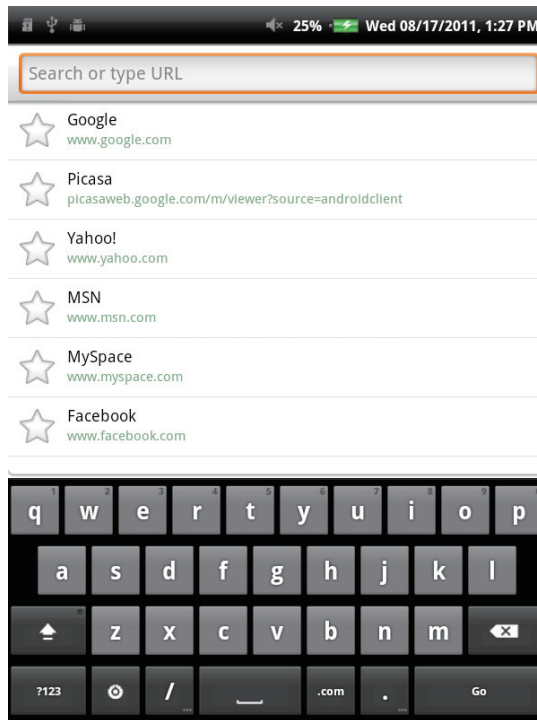 25% Wed 08/17/2011, 1:27 PM
Search or type URL
Google
www.google.com
Picasa
picasaweb.google.com/m/viewer?source=androidclient
Yahoo!
www.yahoo.com
MSN
www.msn.com
MySpace
www.myspace.com
Facebook
www.facebook.com
1 2 3 4 5 6 7 8 9
q w e r t y u i o p
a s d f g h j k l
z x c v b n m
?123 / ... .com . ... Go